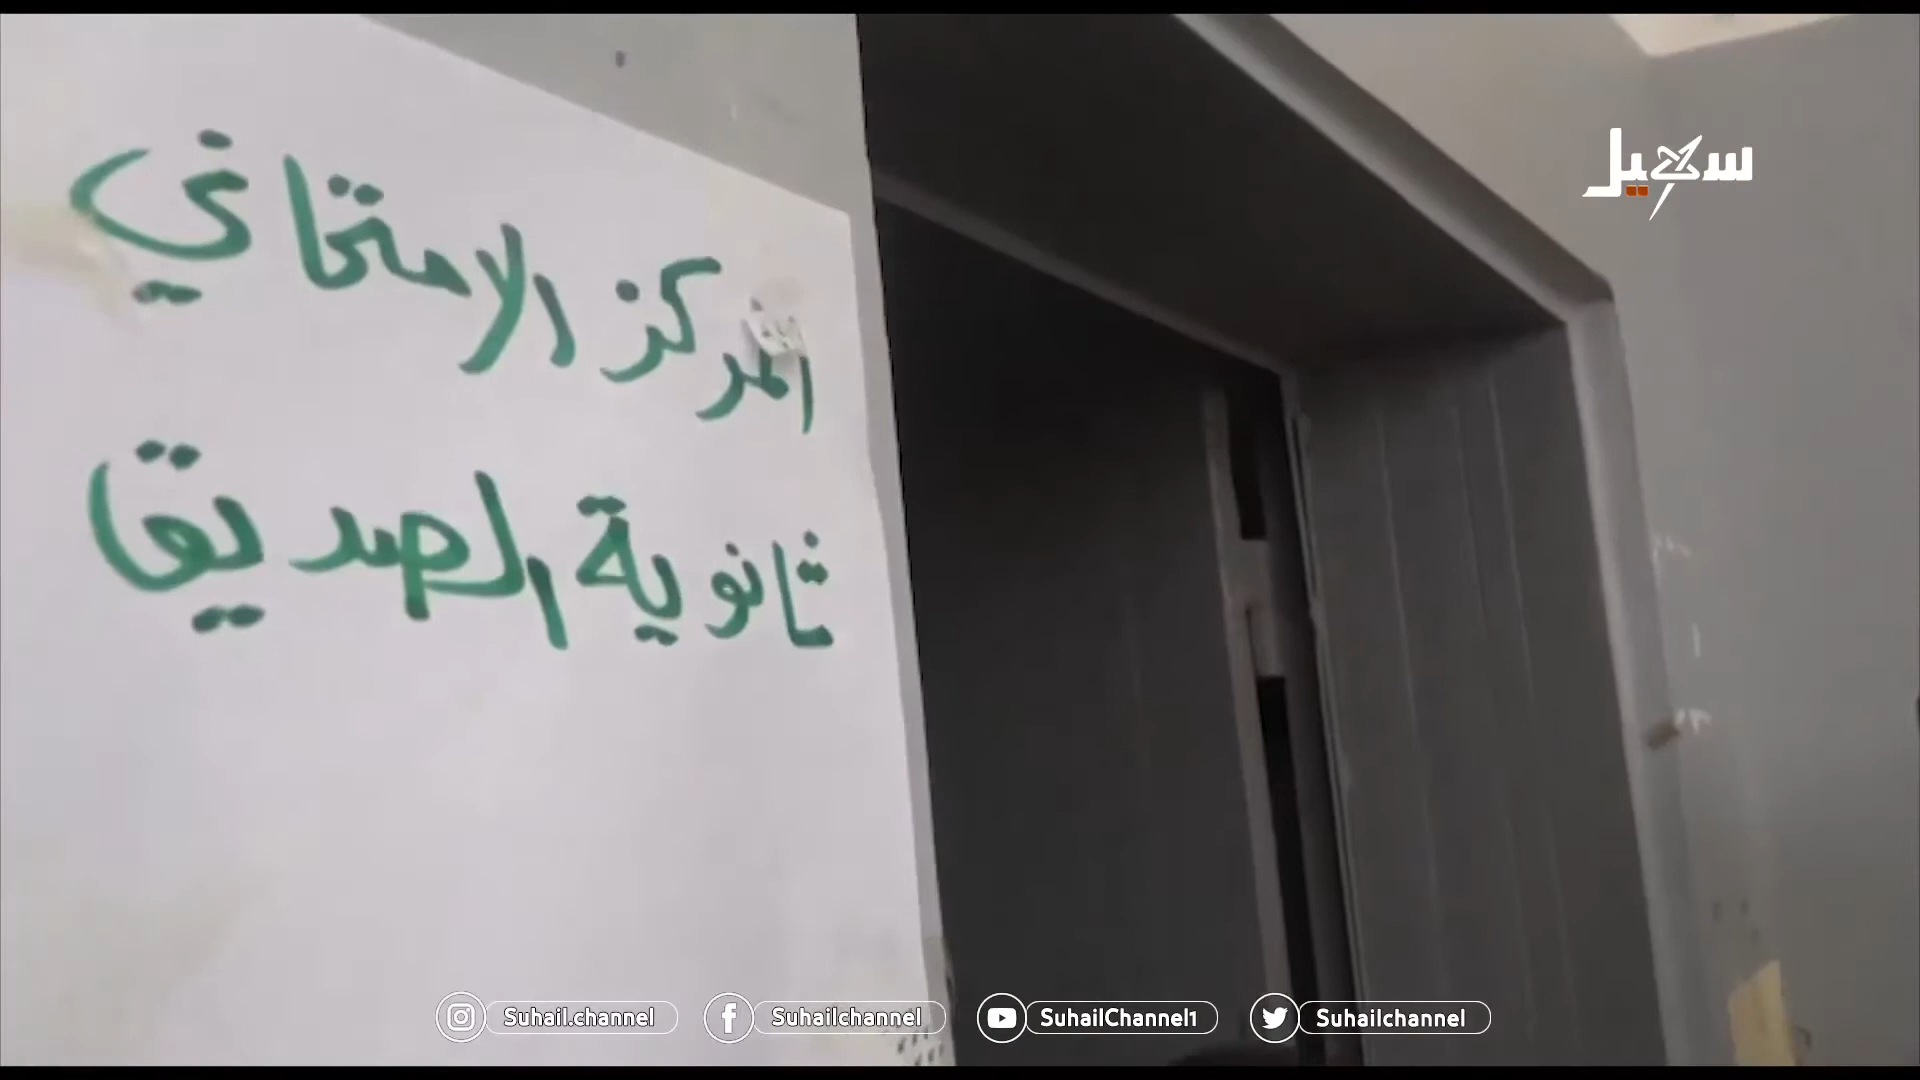 سهيل
المركز الامتحاني
ثانوية الصديق
Suhail.channel
Suhailchannel
SuhailChannel1
Suhailchannel